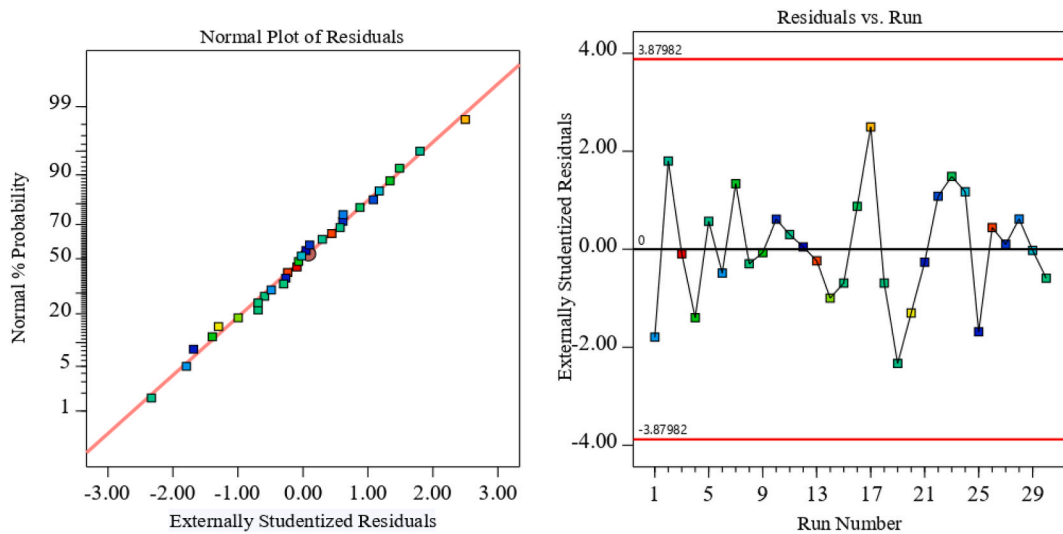 Normal Plot of Residuals
Normal % Probability
99
90
70
50
20
5
1
-3.00 -2.00 -1.00 0.00 1.00 2.00 3.00
Externally Studentized Residuals
Residuals vs. Run
Externally Studentized Residuals
4.00
3.87982
2.00
0.00
0
-2.00
-4.00
-3.87982
1 5 9 13 17 21 25 29
Run Number